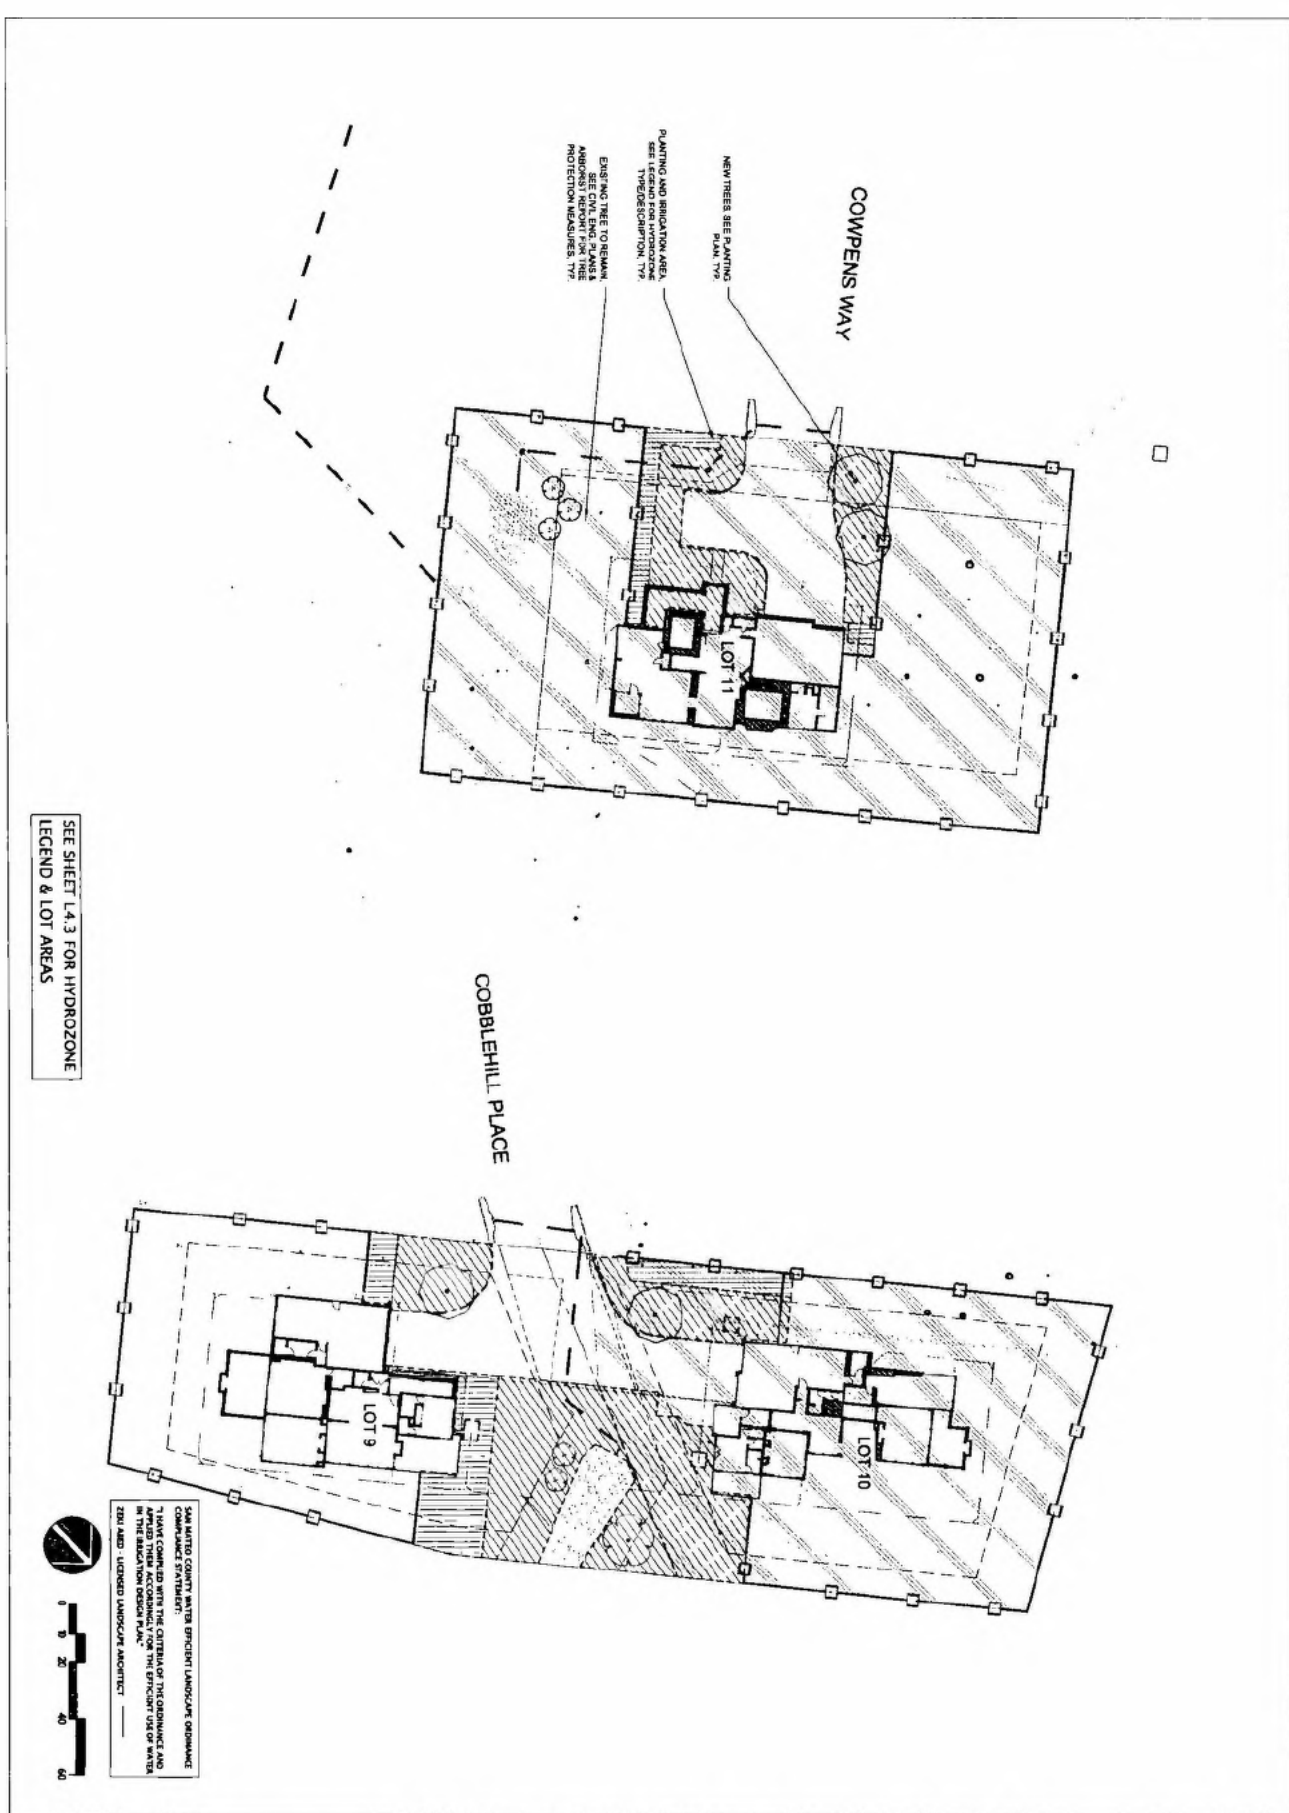 COWPENS WAY
NEW TREES. SEE PLANTING
PLAN, TYP.
PLANTING AND IRRIGATION AREA.
SEE LEGEND FOR HYDROZONE
TYPE/DESCRIPTION, TYP.
EXISTING TREE TO REMAIN.
SEE CIVIL ENG. PLANS &
ARBORIST REPORT FOR TREE
PROTECTION MEASURES, TYP.
LOT 11
COBBLEHILL PLACE
LOT 10
LOT 9
SEE SHEET L4.3 FOR HYDROZONE
LEGEND & LOT AREAS
SAN MATEO COUNTY WATER EFFICIENT LANDSCAPE ORDINANCE
COMPLIANCE STATEMENT:
"I HAVE COMPLIED WITH THE CRITERIA OF THE ORDINANCE AND
APPLIED THEM ACCORDINGLY FOR THE EFFICIENT USE OF WATER
IN THE IRRIGATION DESIGN PLAN."
ABED - LICENSED LANDSCAPE ARCHITECT
0 10 20 40 60